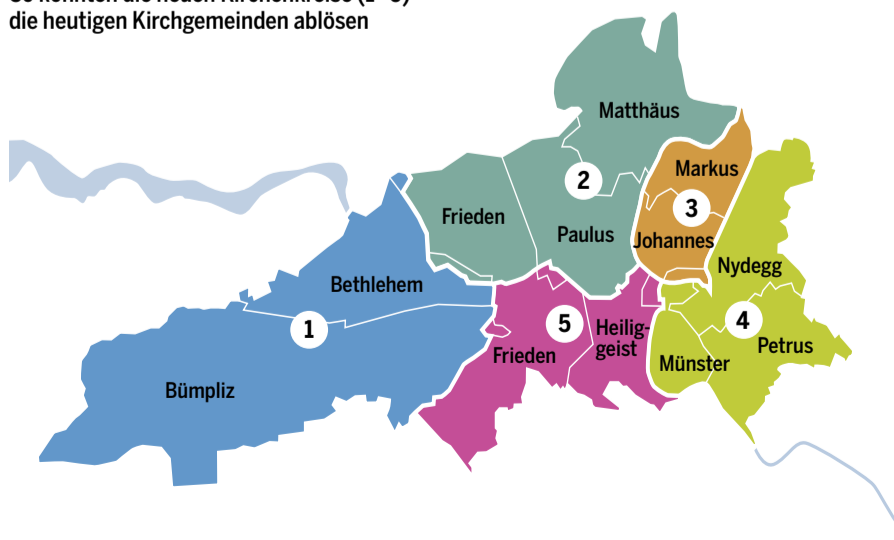 die heutigen Kirchgemeinden ablösen
Matthäus
Markus
2
3
Frieden
Paulus
Johannes
Nydegg
Bethlehem
1
5
Heilig-
geist
4
Frieden
Münster
Petrus
Bümpliz